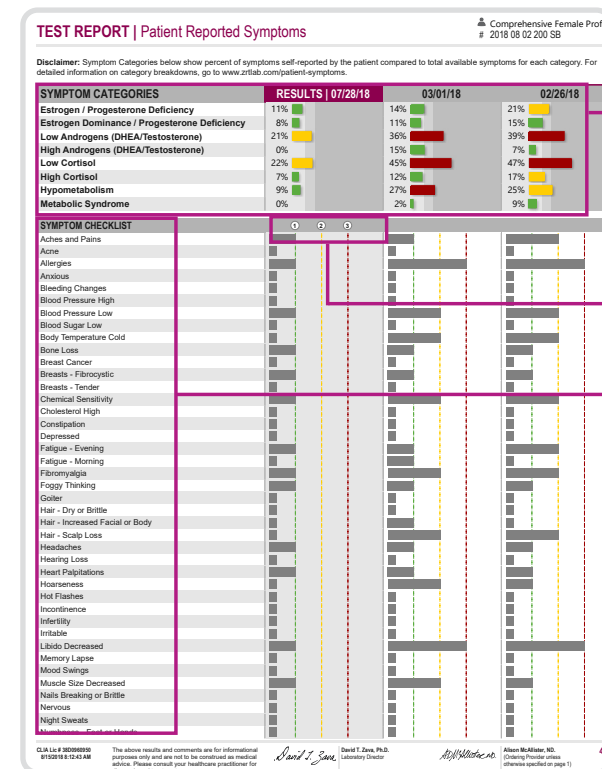 TEST REPORT | Patient Reported Symptoms
Comprehensive Female Prof
# 2018 08 02 200 SB
Disclaimer: Symptom Categories below show percent of symptoms self-reported by the patient compared to total available symptoms for each category. For
detailed information on category breakdowns, go to www.zrtlab.com/patient-symptoms.
SYMPTOM CATEGORIES RESULTS | 07/28/18 03/01/18 02/26/18
Estrogen / Progesterone Deficiency 11% 14% 21%
Estrogen Dominance / Progesterone Deficiency 8% 11% 15%
Low Androgens (DHEA/Testosterone) 21% 36% 39%
High Androgens (DHEA/Testosterone) 0% 15% 7%
Low Cortisol 22% 45% 47%
High Cortisol 7% 12% 17%
Hypometabolism 9% 27% 25%
Metabolic Syndrome 0% 2% 9%
SYMPTOM CHECKLIST 1 2 3
Aches and Pains
Acne
Allergies
Anxious
Bleeding Changes
Blood Pressure High
Blood Pressure Low
Blood Sugar Low
Body Temperature Cold
Bone Loss
Breast Cancer
Breasts - Fibrocystic
Breasts - Tender
Chemical Sensitivity
Cholesterol High
Constipation
Depressed
Fatigue - Evening
Fatigue - Morning
Fibromyalgia
Foggy Thinking
Goiter
Hair - Dry or Brittle
Hair - Increased Facial or Body
Hair - Scalp Loss
Headaches
Hearing Loss
Heart Palpitations
Hoarseness
Hot Flashes
Incontinence
Infertility
Irritable
Libido Decreased
Memory Lapse
Mood Swings
Muscle Size Decreased
Nails Breaking or Brittle
Nervous
Night Sweats
CLIA Lic # 38D0960950
8/15/2018 8:12:43 AM
The above results and comments are for informational
purposes only and are not to be construed as medical
advice. Please consult your healthcare practitioner for
David T. Zava
David T. Zava, Ph.D.
Laboratory Director
Alison McAllister, ND.
(Ordering Provider unless
otherwise specified on page 1)